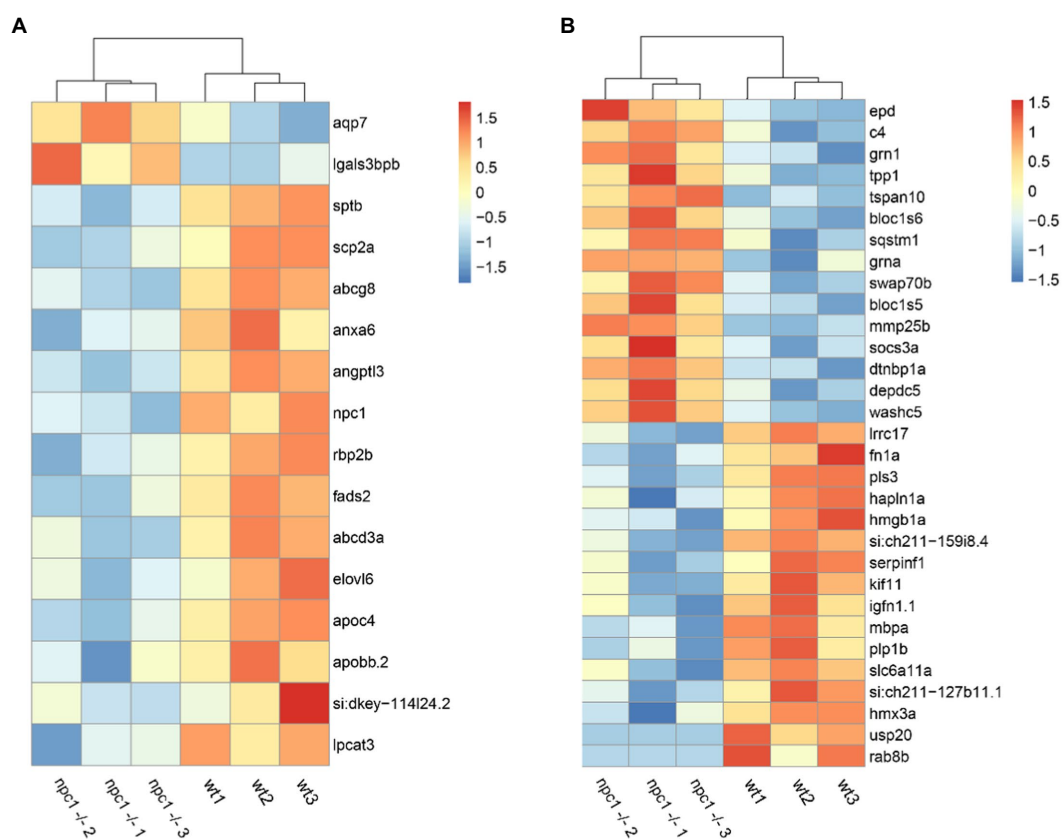 A
aqp7
lgals3bpb
sptb
scp2a
abcg8
anxa6
angptl3
npc1
rbp2b
fads2
abcd3a
elovl6
apoc4
apobb.2
si:dkey−114l24.2
lpcat3
npc1 -/- 2
npc1 -/- 1
npc1 -/- 3
wt1
wt2
wt3
1.5
1
0.5
0
−0.5
−1
−1.5
B
epd
c4
grn1
tpp1
tspan10
bloc1s6
sqstm1
grna
swap70b
bloc1s5
mmp25b
socs3a
dtnbp1a
depdc5
washc5
lrrc17
fn1a
pls3
hapln1a
hmgb1a
si:ch211−159i8.4
serpinf1
kif11
igfn1.1
mbpa
plp1b
slc6a11a
si:ch211−127b11.1
hmx3a
usp20
rab8b
npc1 -/- 2
npc1 -/- 1
npc1 -/- 3
wt1
wt2
wt3
1.5
1
0.5
0
−0.5
−1
−1.5